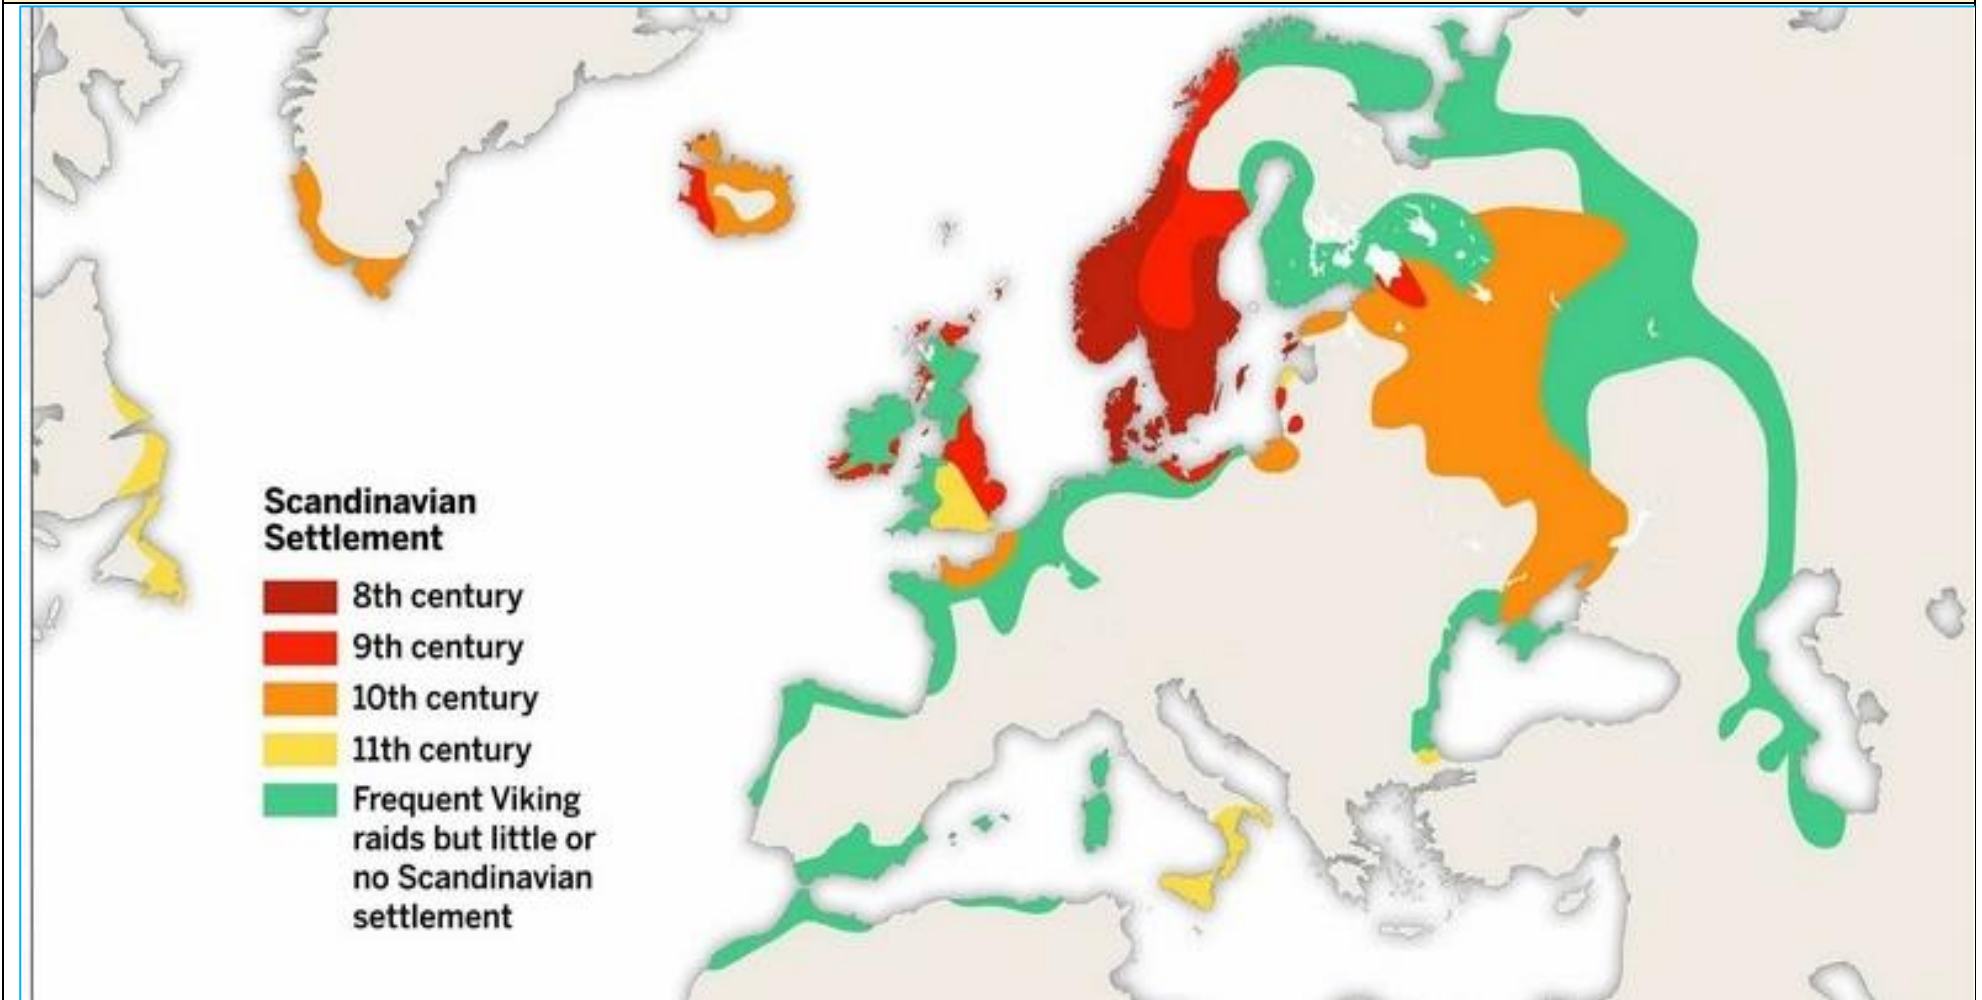 Scandinavian
Settlement
8th century
9th century
10th century
11th century
Frequent Viking
raids but little or
no Scandinavian
settlement